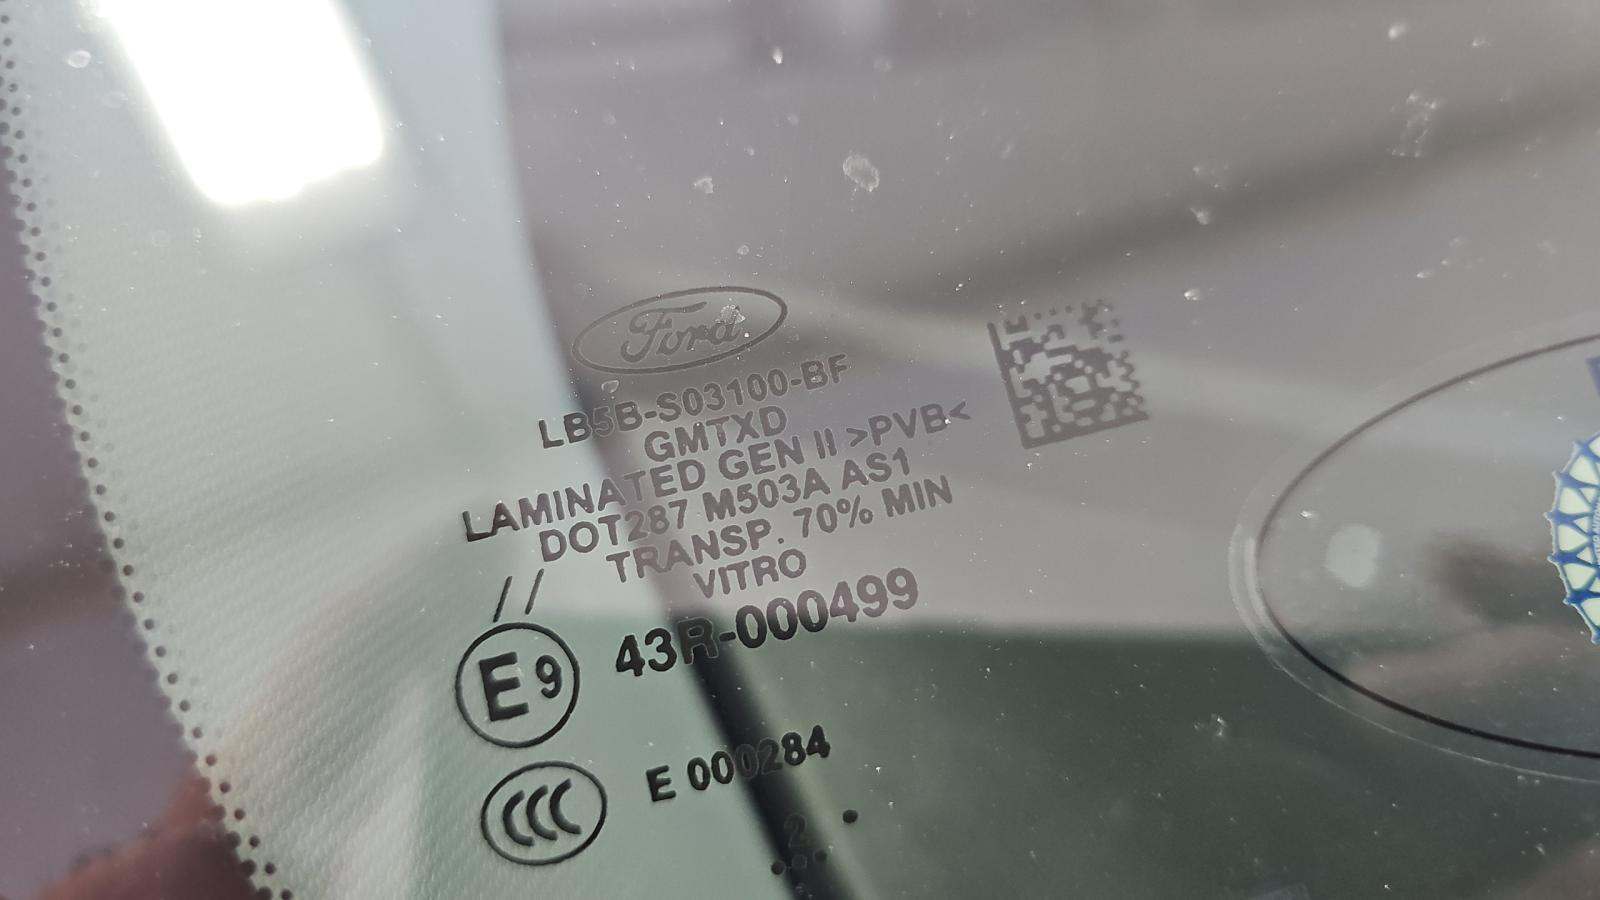 Ford
LB5B-S03100-BF
GMTXD
LAMINATED GEN II >PVB<
DOT287 M503A AS1
TRANSP. 70% MIN
VITRO
//
E9 43R-000499
CCC E 000284
2